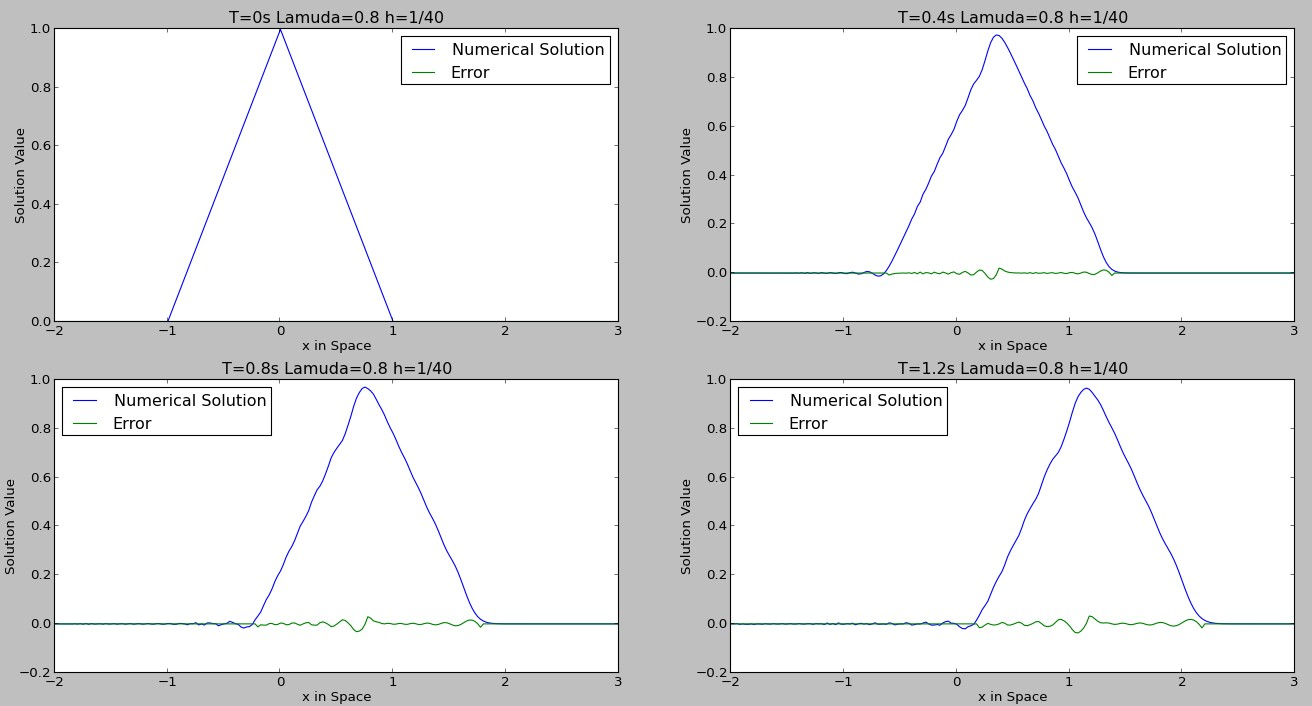 T=0s Lamuda=0.8 h=1/40
1.0
0.8
0.6
0.4
0.2
0.0
Solution Value
Numerical Solution
Error
−2 −1 0 1 2 3
x in Space
T=0.4s Lamuda=0.8 h=1/40
1.0
0.8
0.6
0.4
0.2
0.0
−0.2
Solution Value
Numerical Solution
Error
−2 −1 0 1 2 3
x in Space
T=0.8s Lamuda=0.8 h=1/40
1.0
0.8
0.6
0.4
0.2
0.0
−0.2
Solution Value
Numerical Solution
Error
−2 −1 0 1 2 3
x in Space
T=1.2s Lamuda=0.8 h=1/40
1.0
0.8
0.6
0.4
0.2
0.0
−0.2
Solution Value
Numerical Solution
Error
−2 −1 0 1 2 3
x in Space